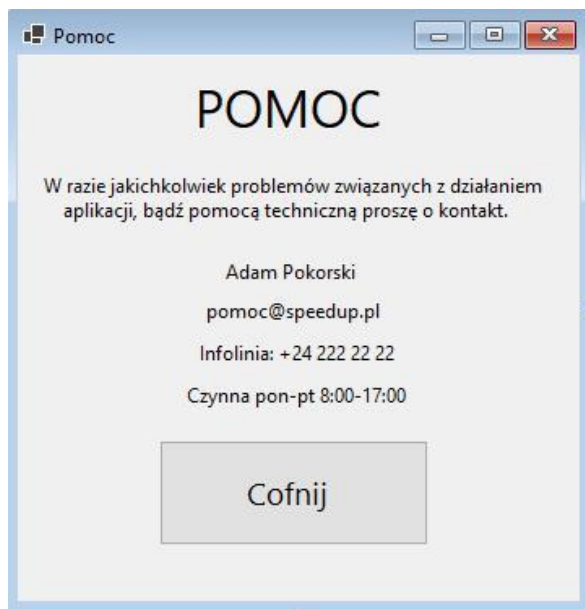 Pomoc
POMOC
W razie jakichkolwiek problemów związanych z działaniem
aplikacji, bądź pomocą techniczną proszę o kontakt.
Adam Pokorski
pomoc@speedup.pl
Infolinia: +24 222 22 22
Czynna pon-pt 8:00-17:00
Cofnij